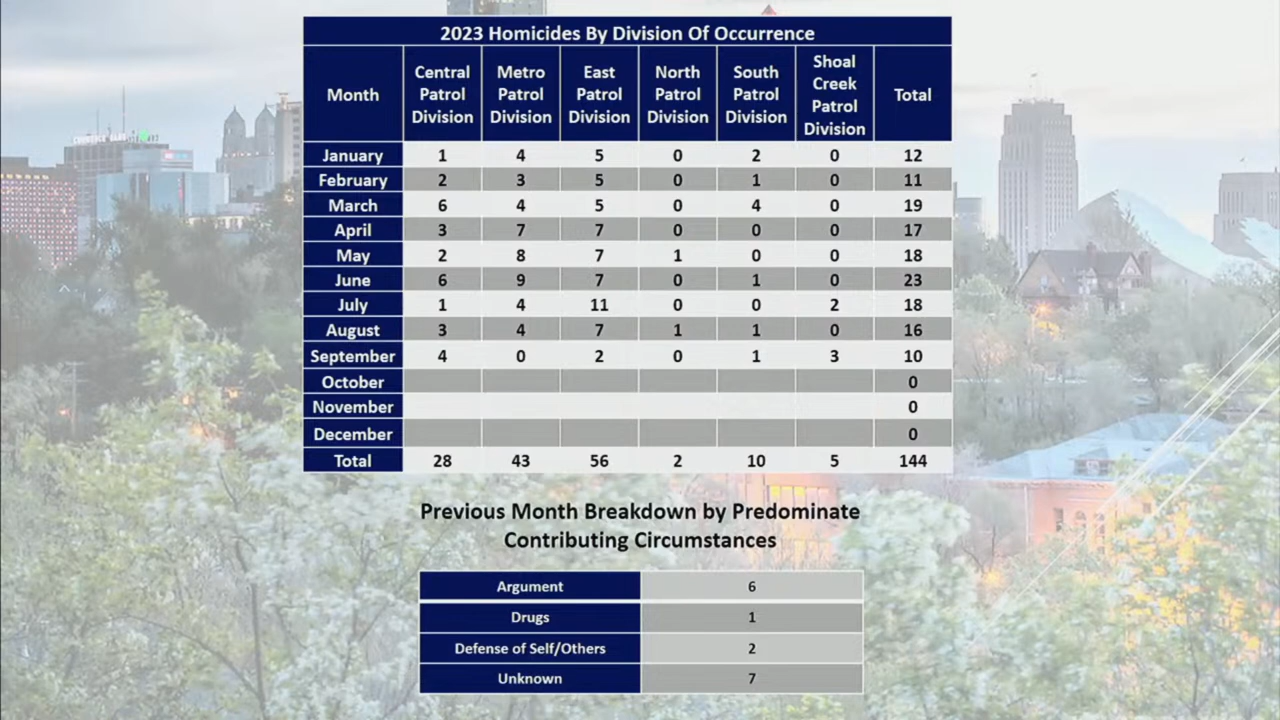 2023 Homicides By Division Of Occurrence
Month Central Patrol Division Metro Patrol Division East Patrol Division North Patrol Division South Patrol Division Shoal Creek Patrol Division Total
January 1 4 5 0 2 0 12
February 2 3 5 0 1 0 11
March 6 4 5 0 4 0 19
April 3 7 7 0 0 0 17
May 2 8 7 1 0 0 18
June 6 9 7 0 1 0 23
July 1 4 11 0 0 2 18
August 3 4 7 1 1 0 16
September 4 0 2 0 1 3 10
October 0
November 0
December 0
Total 28 43 56 2 10 5 144
Previous Month Breakdown by Predominate
Contributing Circumstances
Argument 6
Drugs 1
Defense of Self/Others 2
Unknown 7